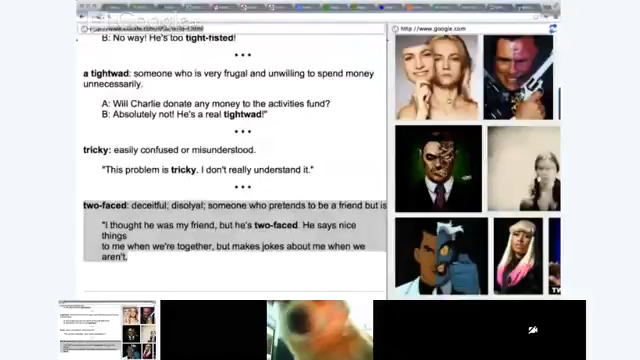 http://www.google.com
B: No way! He's too tight-fisted!
• • •
a tightwad: someone who is very frugal and unwilling to spend money
unnecessarily.
A: Will Charlie donate any money to the activities fund?
B: Absolutely not! He's a real tightwad!"
• • •
tricky: easily confused or misunderstood.
"This problem is tricky. I don't really understand it."
• • •
two-faced: deceitful; disolyal; someone who pretends to be a friend but is
"I thought he was my friend, but he's two-faced. He says nice
things
to me when we're together, but makes jokes about me when we
aren't.